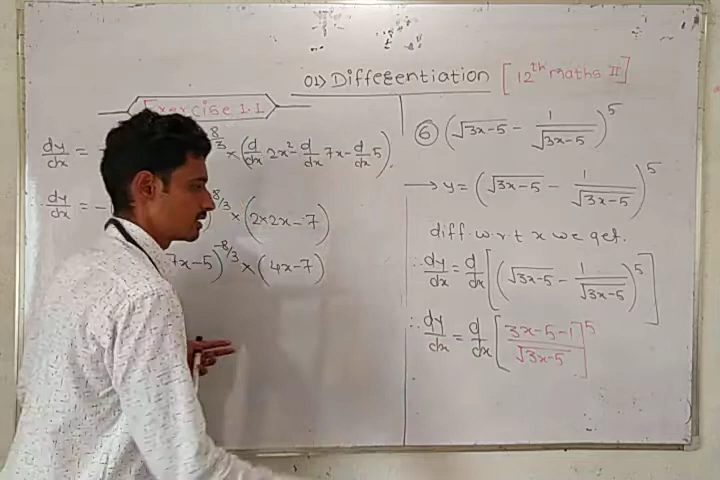 01) Differentiation [12th maths II]
Exercise 1.1
dy/dx = 8/3 × (d/dx 2x² - d/dx 7x - d/dx 5).
∴ dy/dx = - )^8/3 × (2×2x - 7)
7x-5)^-8/3 × (4x-7)
⑥ (√3x-5 - 1/√3x-5)^5
→ y = (√3x-5 - 1/√3x-5)^5
diff. w.r.t x we get.
∴ dy/dx = d/dx [(√3x-5 - 1/√3x-5)^5]
∴ dy/dx = d/dx [3x-5-1/√3x-5]^5